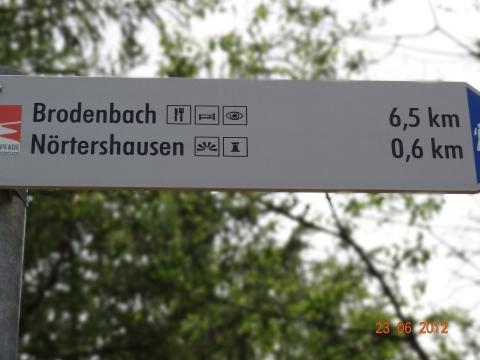 Brodenbach 6,5 km
Nörtershausen 0,6 km
PFADE
23 06 2012